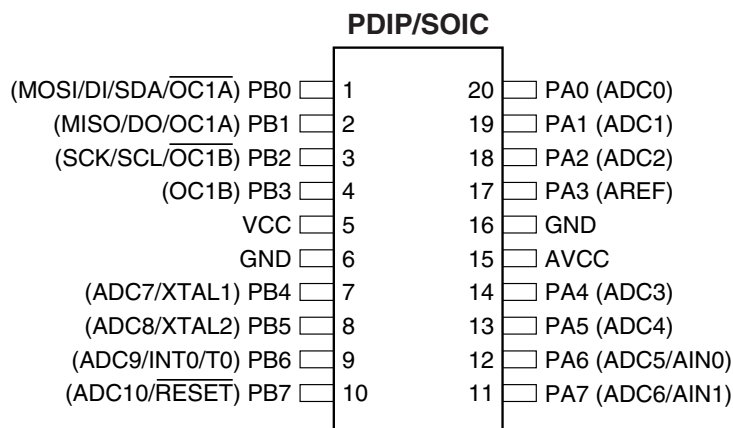 PDIP/SOIC
(MOSI/DI/SDA/OC1A) PB0 1 20 PA0 (ADC0)
(MISO/DO/OC1A) PB1 2 19 PA1 (ADC1)
(SCK/SCL/OC1B) PB2 3 18 PA2 (ADC2)
(OC1B) PB3 4 17 PA3 (AREF)
VCC 5 16 GND
GND 6 15 AVCC
(ADC7/XTAL1) PB4 7 14 PA4 (ADC3)
(ADC8/XTAL2) PB5 8 13 PA5 (ADC4)
(ADC9/INT0/T0) PB6 9 12 PA6 (ADC5/AIN0)
(ADC10/RESET) PB7 10 11 PA7 (ADC6/AIN1)